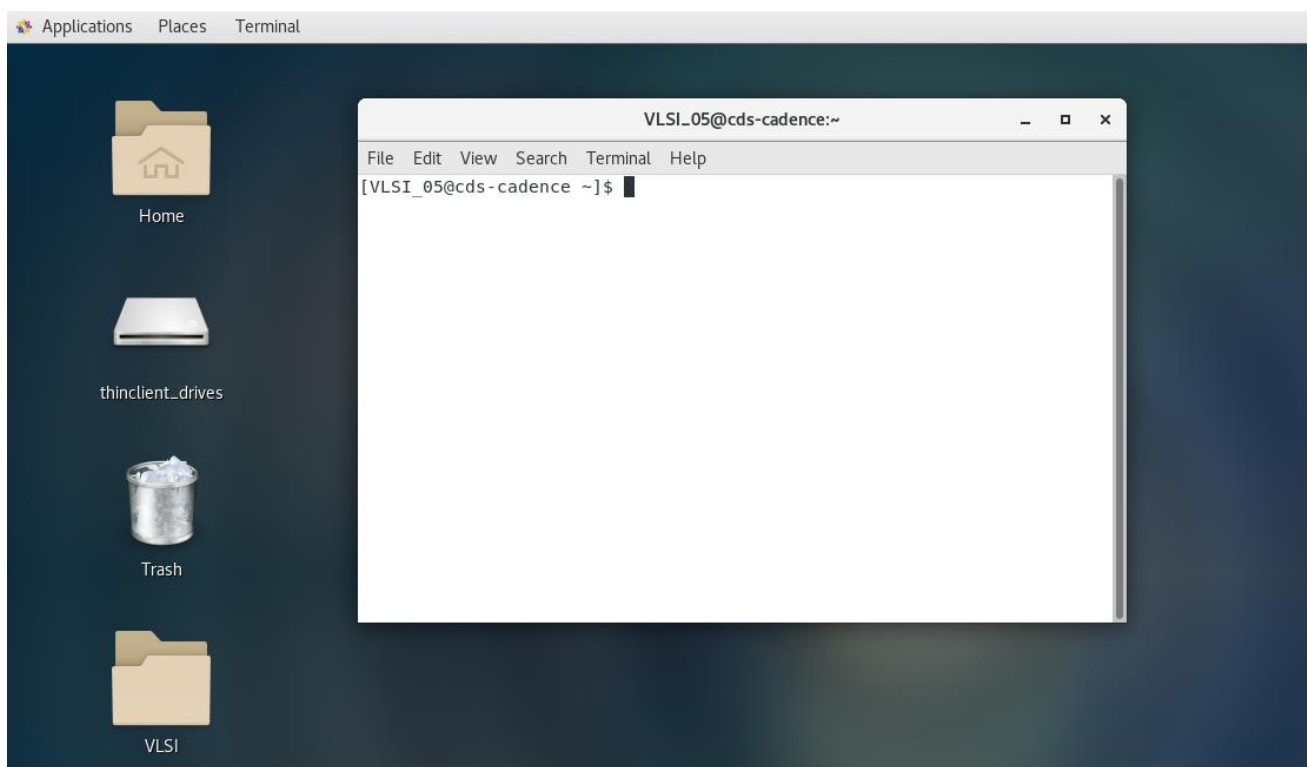 Applications Places Terminal
Home
thinclient_drives
Trash
VLSI
VLSI_05@cds-cadence:~
File Edit View Search Terminal Help
[VLSI_05@cds-cadence ~]$